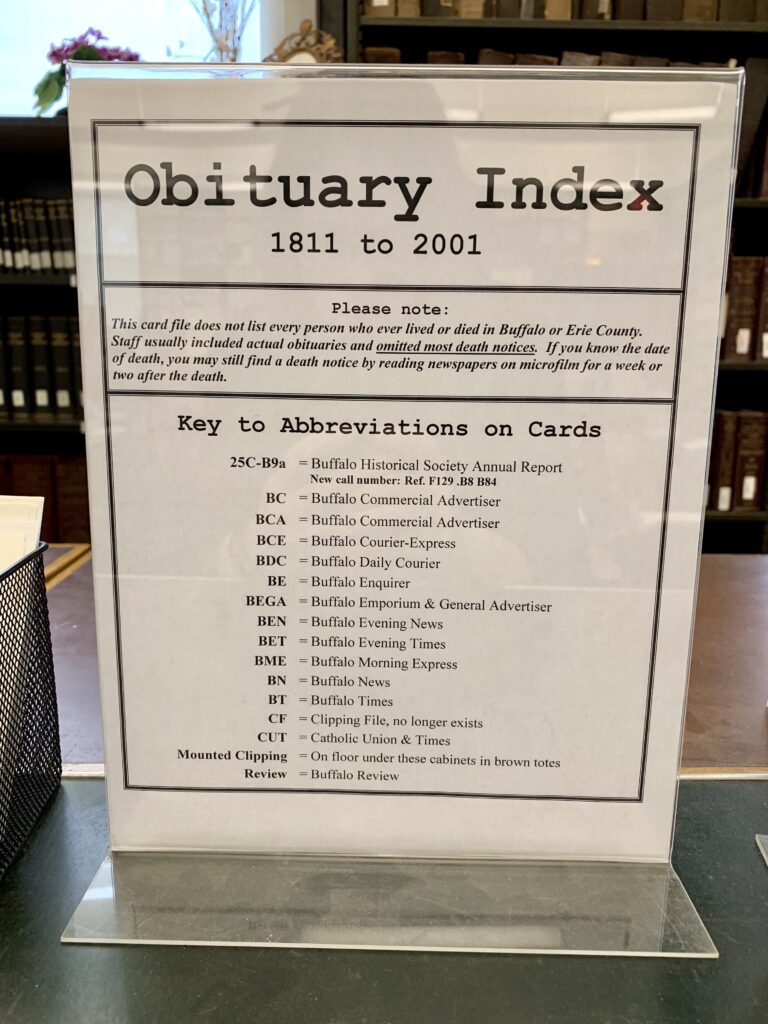 Obituary Index
1811 to 2001
Please note:
This card file does not list every person who ever lived or died in Buffalo or Erie County.
Staff usually included actual obituaries and omitted most death notices. If you know the date
of death, you may still find a death notice by reading newspapers on microfilm for a week or
two after the death.
Key to Abbreviations on Cards
25C-B9a = Buffalo Historical Society Annual Report
New call number: Ref. F129 .B8 B84
BC = Buffalo Commercial Advertiser
BCA = Buffalo Commercial Advertiser
BCE = Buffalo Courier-Express
BDC = Buffalo Daily Courier
BE = Buffalo Enquirer
BEGA = Buffalo Emporium & General Advertiser
BEN = Buffalo Evening News
BET = Buffalo Evening Times
BME = Buffalo Morning Express
BN = Buffalo News
BT = Buffalo Times
CF = Clipping File, no longer exists
CUT = Catholic Union & Times
Mounted Clipping = On floor under these cabinets in brown totes
Review = Buffalo Review